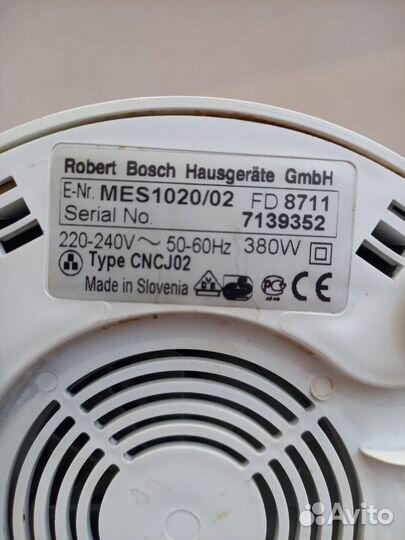 Robert Bosch Hausgeräte GmbH
E-Nr. MES1020/02 FD 8711
Serial No. 7139352
220-240V ~ 50-60Hz 380W
Type CNCJ02
Made in Slovenia CE
Avito